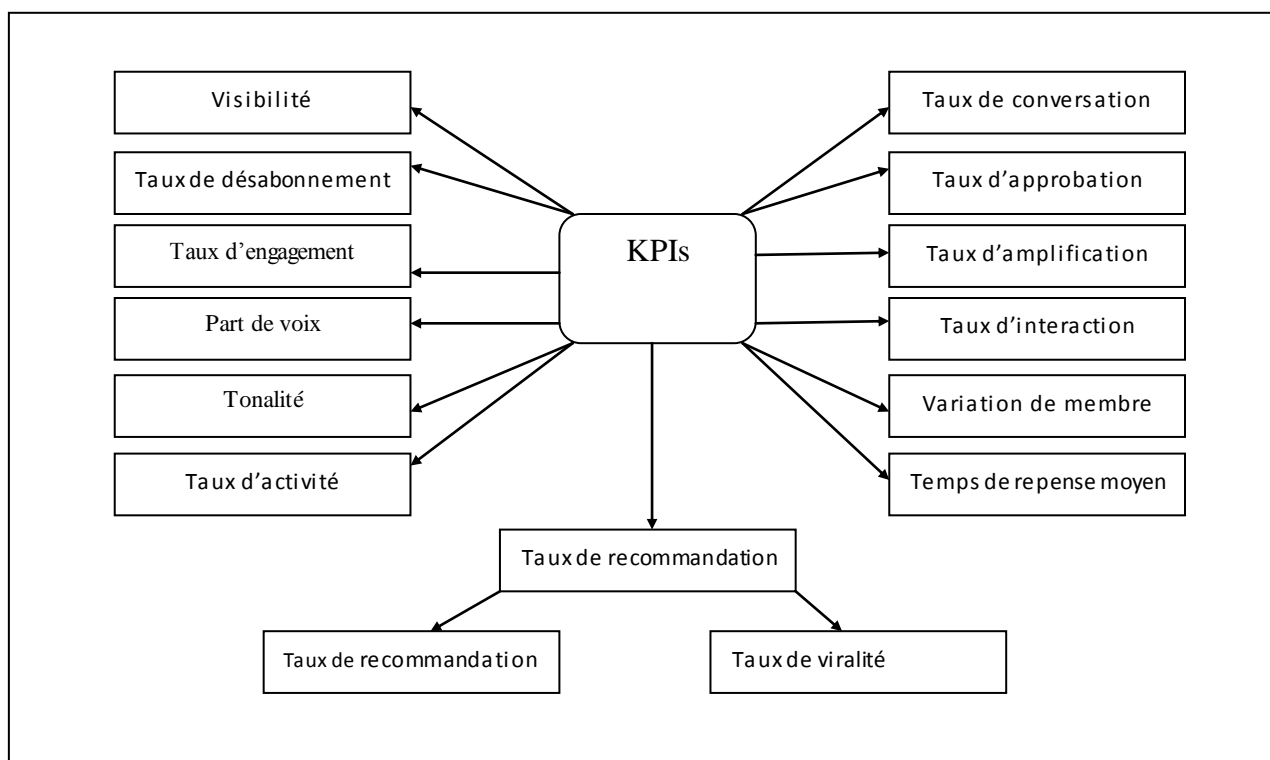 Visibilité
Taux de conversation
Taux de désabonnement
Taux d'approbation
Taux d'engagement
KPIs
Taux d'amplification
Part de voix
Taux d'interaction
Tonalité
Variation de membre
Taux d'activité
Temps de repense moyen
Taux de recommandation
Taux de recommandation
Taux de viralité